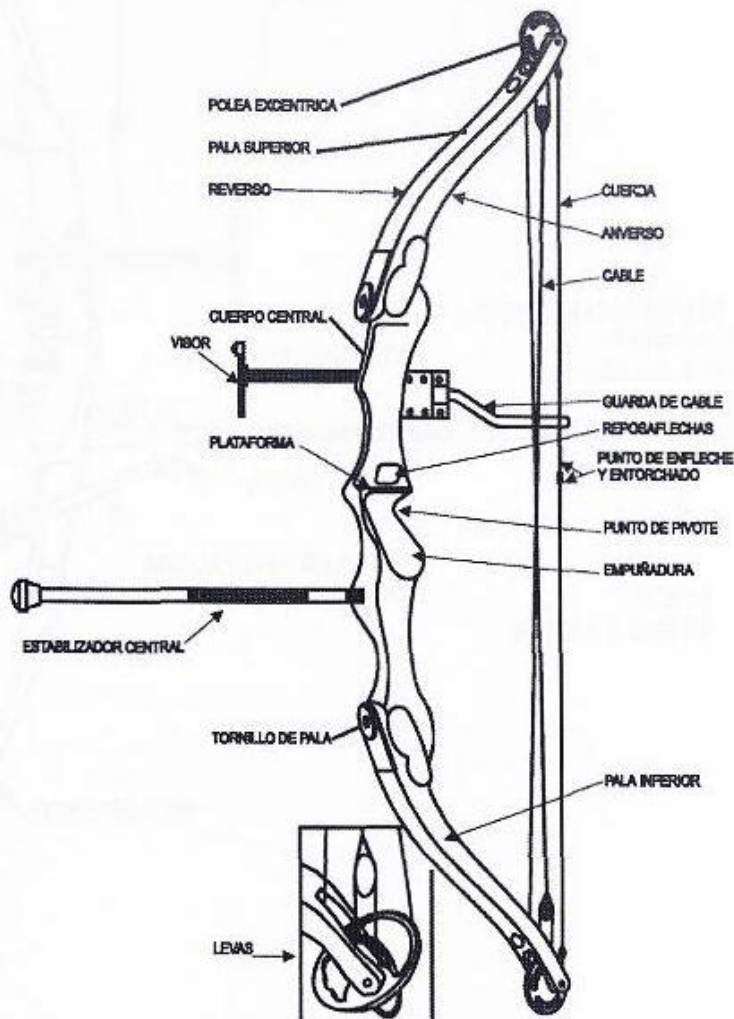 POLEA EXCENTRICA
PALA SUPERIOR
REVERSO
CUERDA
ANVERSO
CABLE
CUERPO CENTRAL
VISOR
GUARDA DE CABLE
REPOSAFLECHAS
PLATAFORMA
PUNTO DE ENFLECHE
Y ENTORCHADO
PUNTO DE PIVOTE
EMPUÑADURA
ESTABILIZADOR CENTRAL
TORNILLO DE PALA
PALA INFERIOR
LEVAS